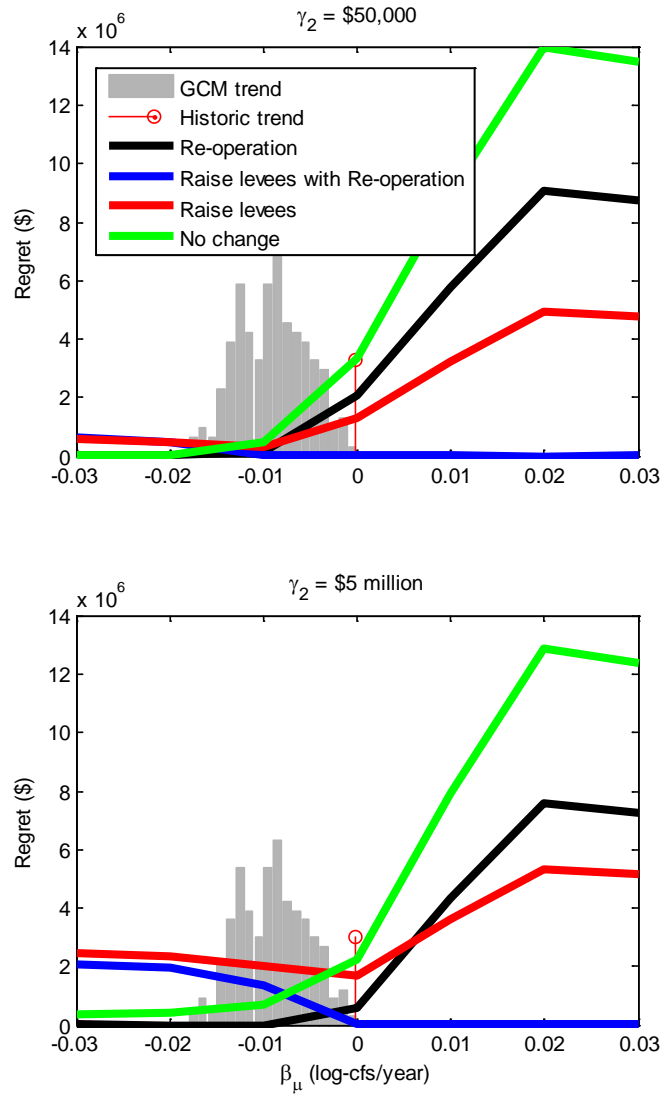 γ2 = $50,000
x 10^6
14
12
10
8
6
4
2
0
Regret ($)
GCM trend
Historic trend
Re-operation
Raise levees with Re-operation
Raise levees
No change
-0.03 -0.02 -0.01 0 0.01 0.02 0.03
γ2 = $5 million
x 10^6
14
12
10
8
6
4
2
0
Regret ($)
-0.03 -0.02 -0.01 0 0.01 0.02 0.03
βμ (log-cfs/year)